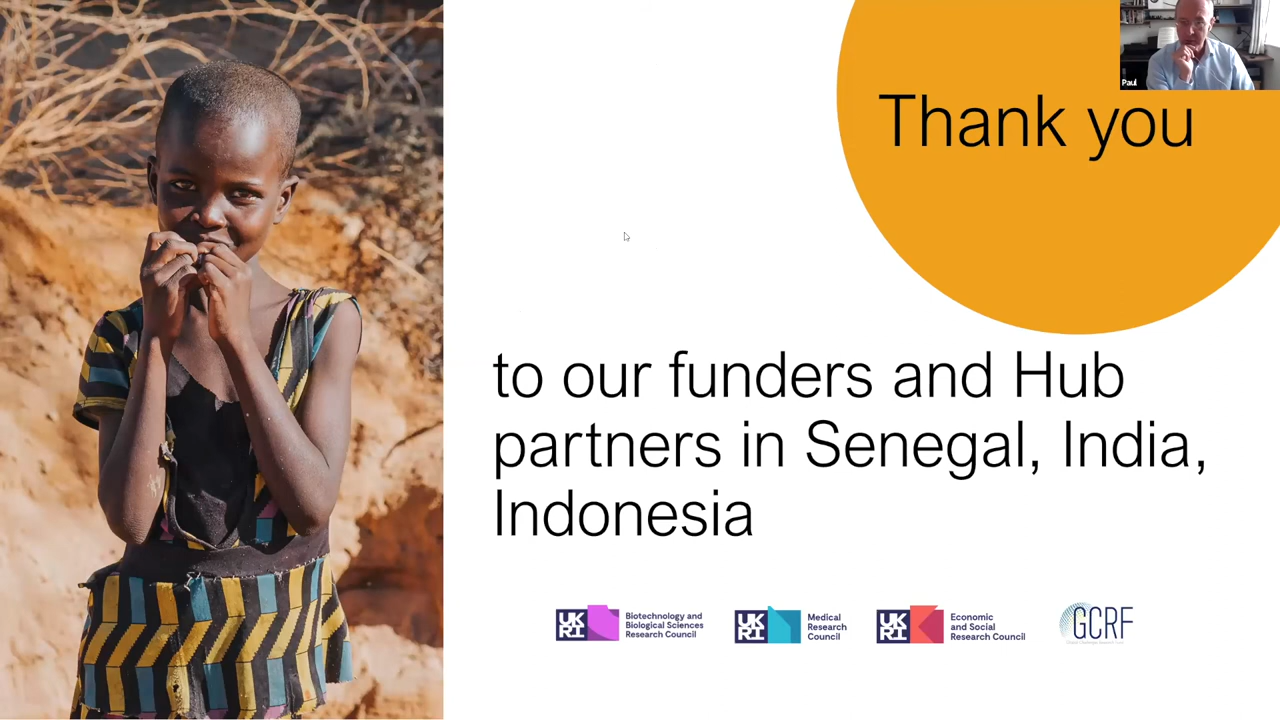 Paul
Thank you
to our funders and Hub
partners in Senegal, India,
Indonesia
UK
RI
Biotechnology and
Biological Sciences
Research Council
UK
RI
Medical
Research
Council
UK
RI
Economic
and Social
Research Council
GCRF